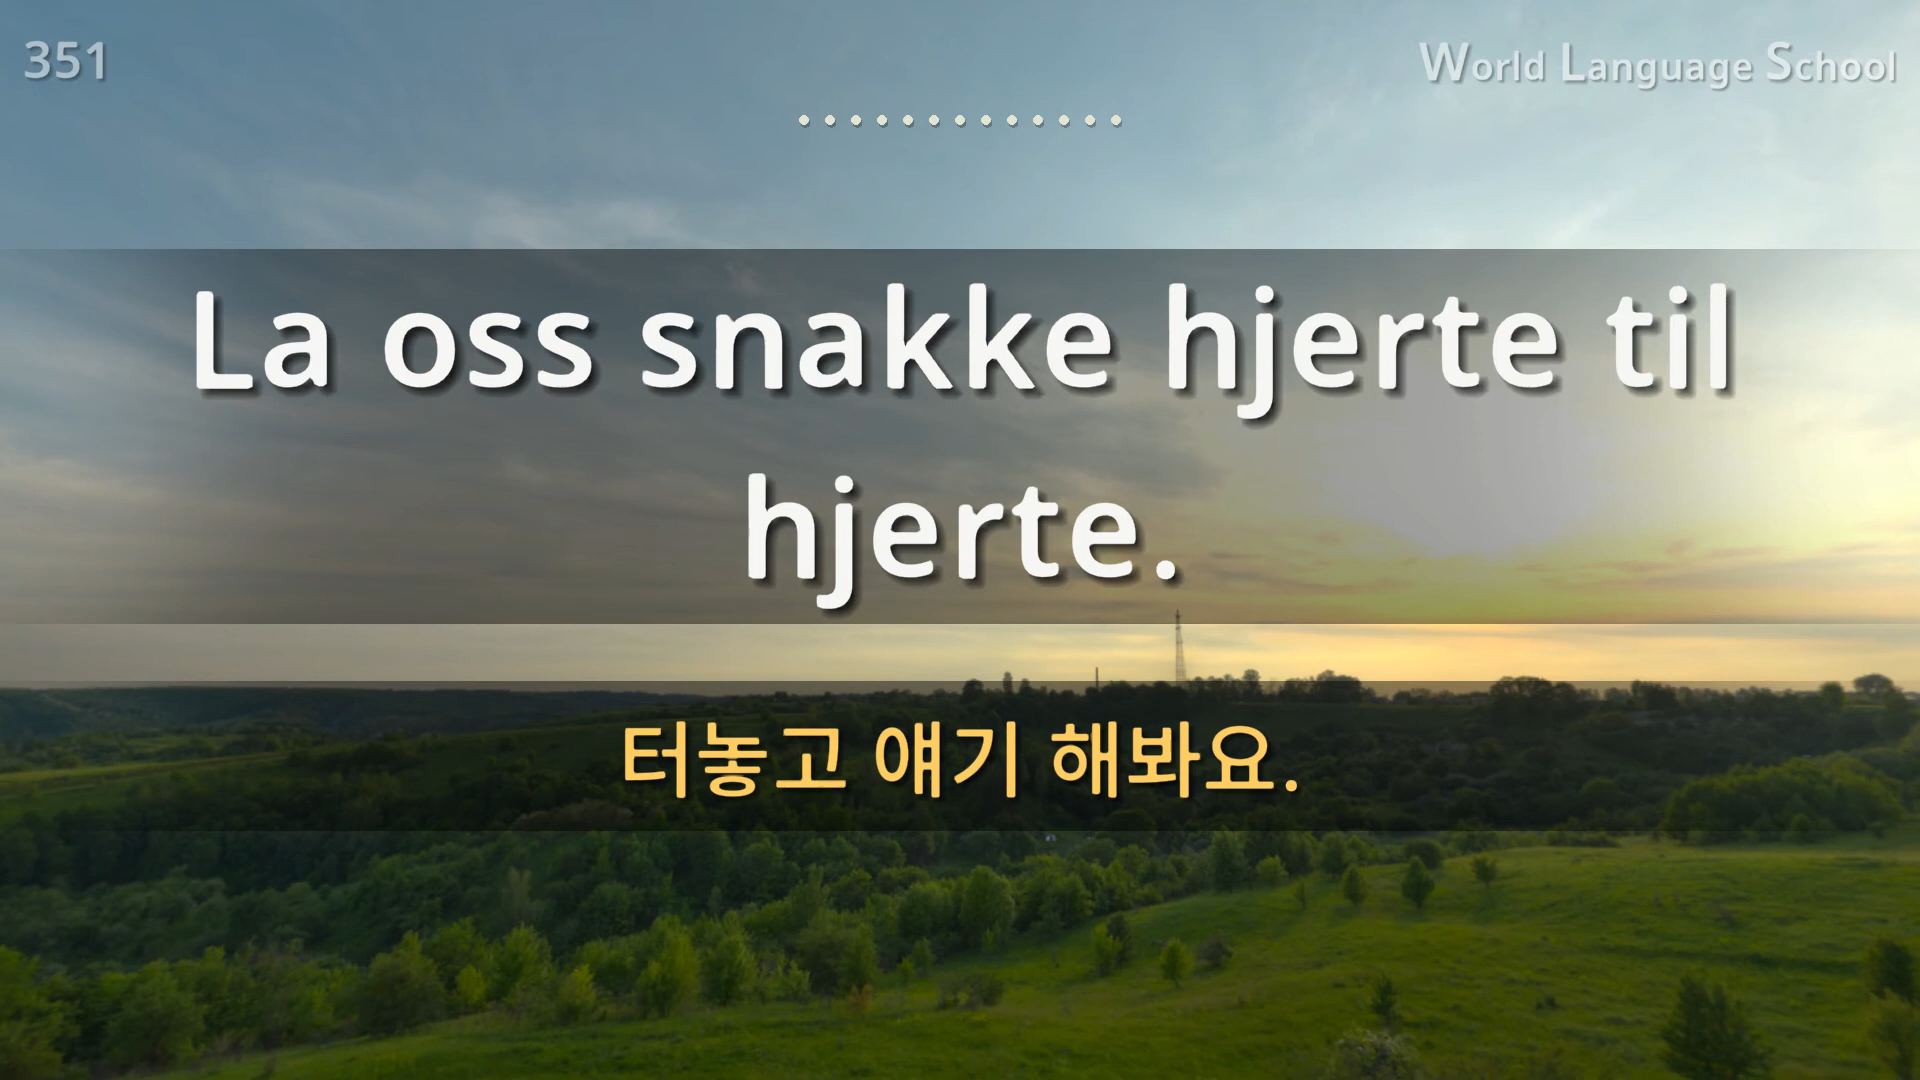 351
World Language School
La oss snakke hjerte til
hjerte.
터놓고 얘기 해봐요.